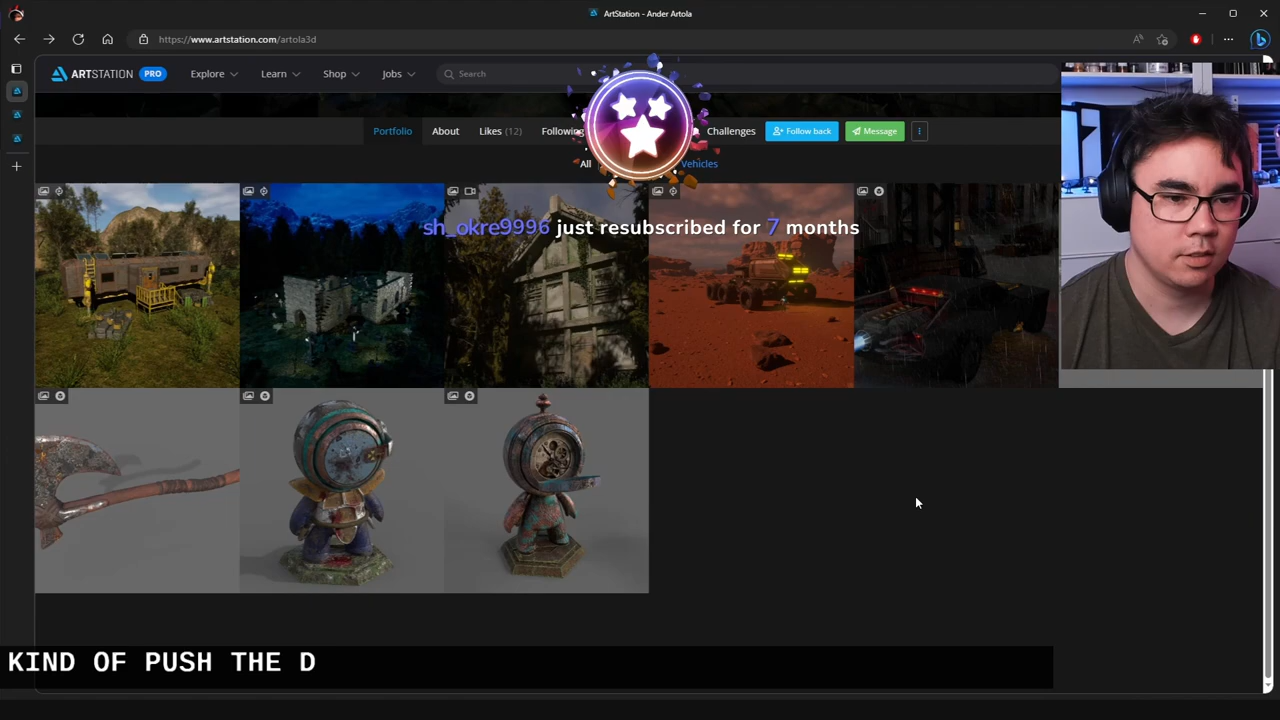 ArtStation - Ander Artola
https://www.artstation.com/artola3d
ARTSTATION PRO Explore Learn Shop Jobs Search
Portfolio About Likes (12) Following Challenges Follow back Message
All Vehicles
sh_okre9996 just resubscribed for 7 months
KIND OF PUSH THE D